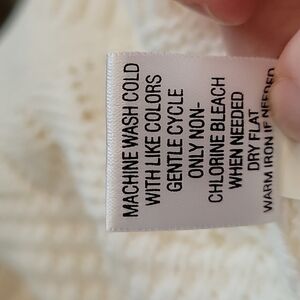 MACHINE WASH COLD
WITH LIKE COLORS
GENTLE CYCLE
ONLY NON-
CHLORINE BLEACH
WHEN NEEDED
DRY FLAT
WARM IRON IF NEEDED